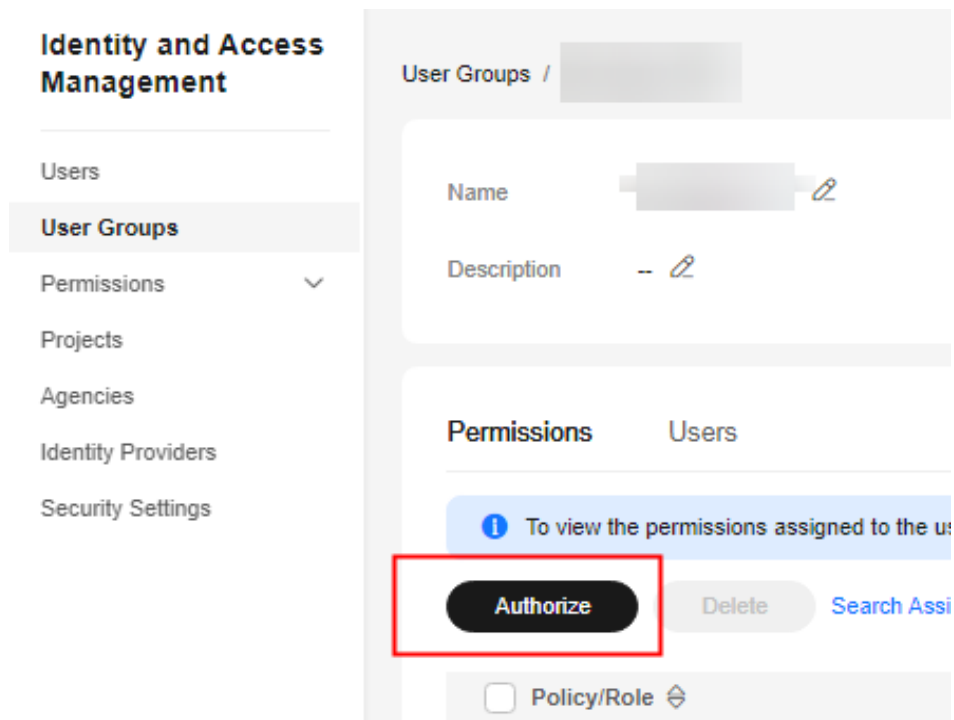 Identity and Access
Management
Users
User Groups
Permissions
Projects
Agencies
Identity Providers
Security Settings
User Groups /
Name
Description --
Permissions Users
To view the permissions assigned to the
Authorize Delete Search
Policy/Role